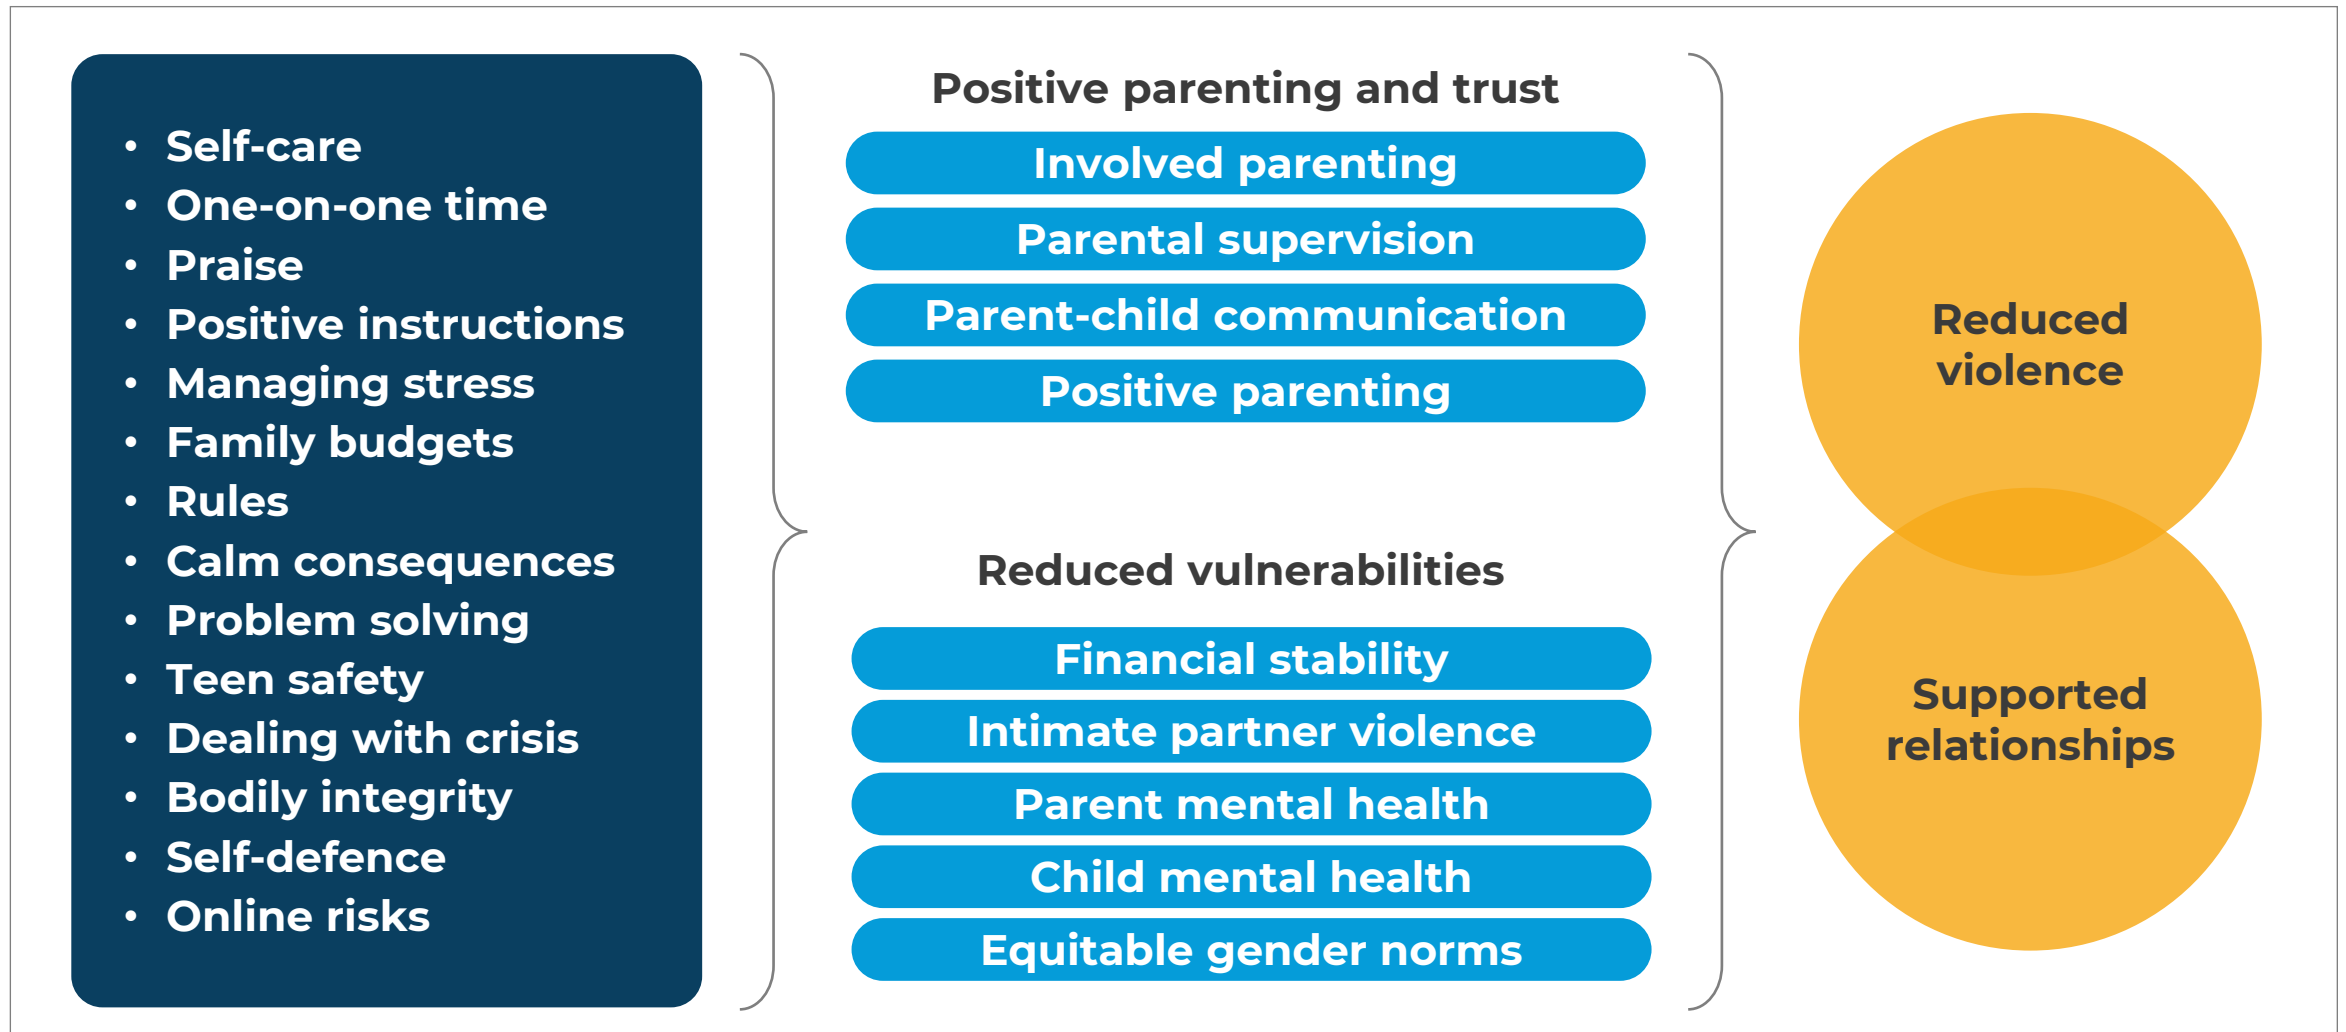 • Self-care
• One-on-one time
• Praise
• Positive instructions
• Managing stress
• Family budgets
• Rules
• Calm consequences
• Problem solving
• Teen safety
• Dealing with crisis
• Bodily integrity
• Self-defence
• Online risks
Positive parenting and trust
Involved parenting
Parental supervision
Parent-child communication
Positive parenting
Reduced vulnerabilities
Financial stability
Intimate partner violence
Parent mental health
Child mental health
Equitable gender norms
Reduced
violence
Supported
relationships